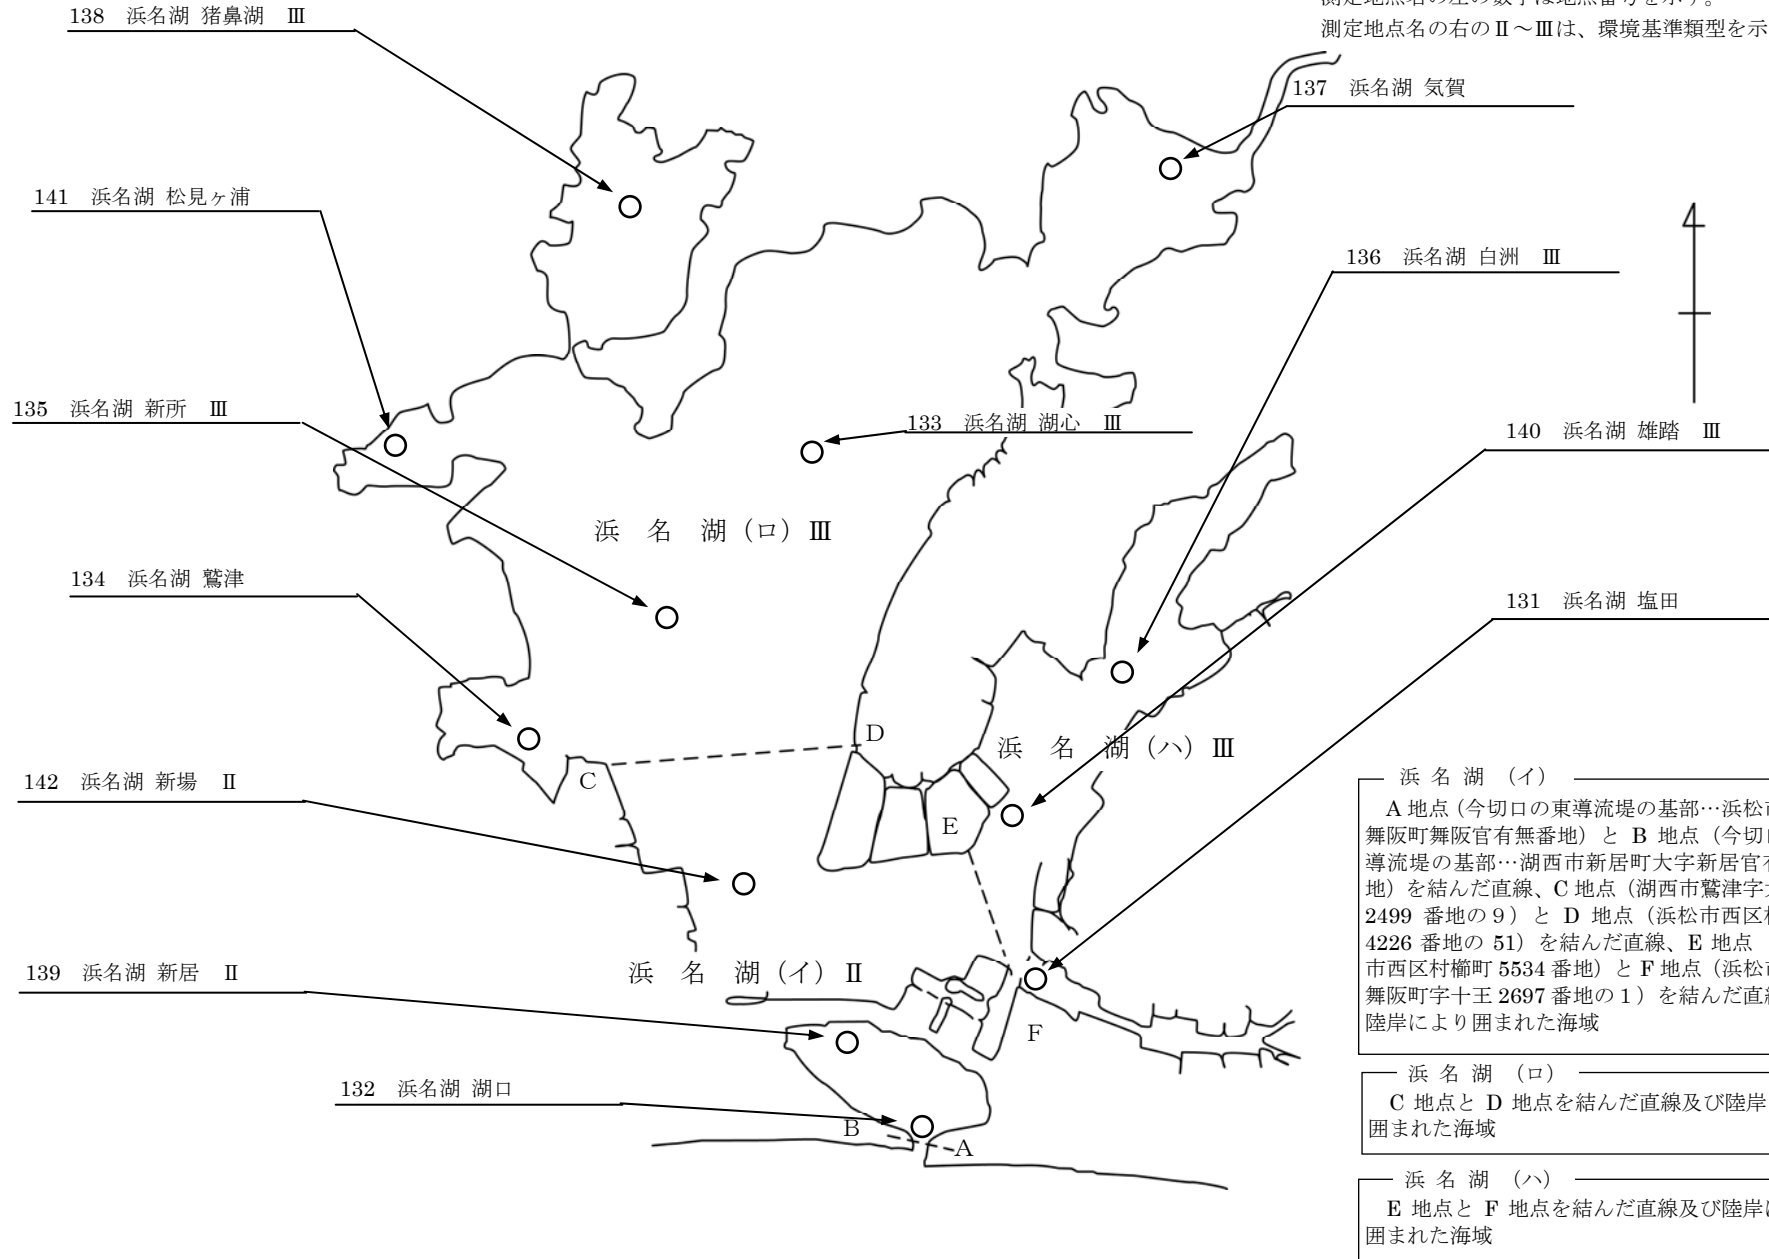 測定地点名の右のⅡ～Ⅲは、環境基準類型を示
138 浜名湖 猪鼻湖 Ⅲ
137 浜名湖 気賀
141 浜名湖 松見ヶ浦
136 浜名湖 白洲 Ⅲ
135 浜名湖 新所 Ⅲ
133 浜名湖 湖心 Ⅲ
140 浜名湖 雄踏 Ⅲ
浜 名 湖（ロ）Ⅲ
134 浜名湖 鷲津
131 浜名湖 塩田
D
浜 名 湖（ハ）Ⅲ
C
142 浜名湖 新場 Ⅱ
E
139 浜名湖 新居 Ⅱ
浜 名 湖（イ）Ⅱ
F
132 浜名湖 湖口
B
A
浜 名 湖 （イ）
A 地点（今切口の東導流堤の基部…浜松市
舞阪町舞阪官有無番地）と B 地点（今切口
導流堤の基部…湖西市新居町大字新居官有
地）を結んだ直線、C 地点（湖西市鷲津字
2499 番地の９）と D 地点（浜松市西区村
4226 番地の 51）を結んだ直線、E 地点（
市西区村櫛町 5534 番地）と F 地点（浜松市
舞阪町字十王 2697 番地の１）を結んだ直線
陸岸により囲まれた海域
浜 名 湖 （ロ）
C 地点と D 地点を結んだ直線及び陸岸
囲まれた海域
浜 名 湖 （ハ）
E 地点と F 地点を結んだ直線及び陸岸に
囲まれた海域